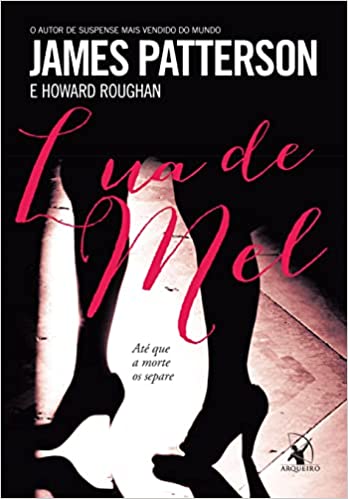 O AUTOR DE SUSPENSE MAIS VENDIDO DO MUNDO
JAMES PATTERSON
E HOWARD ROUGHAN
Lua de
Mel
Até que
a morte
os separe
ARQUEIRO